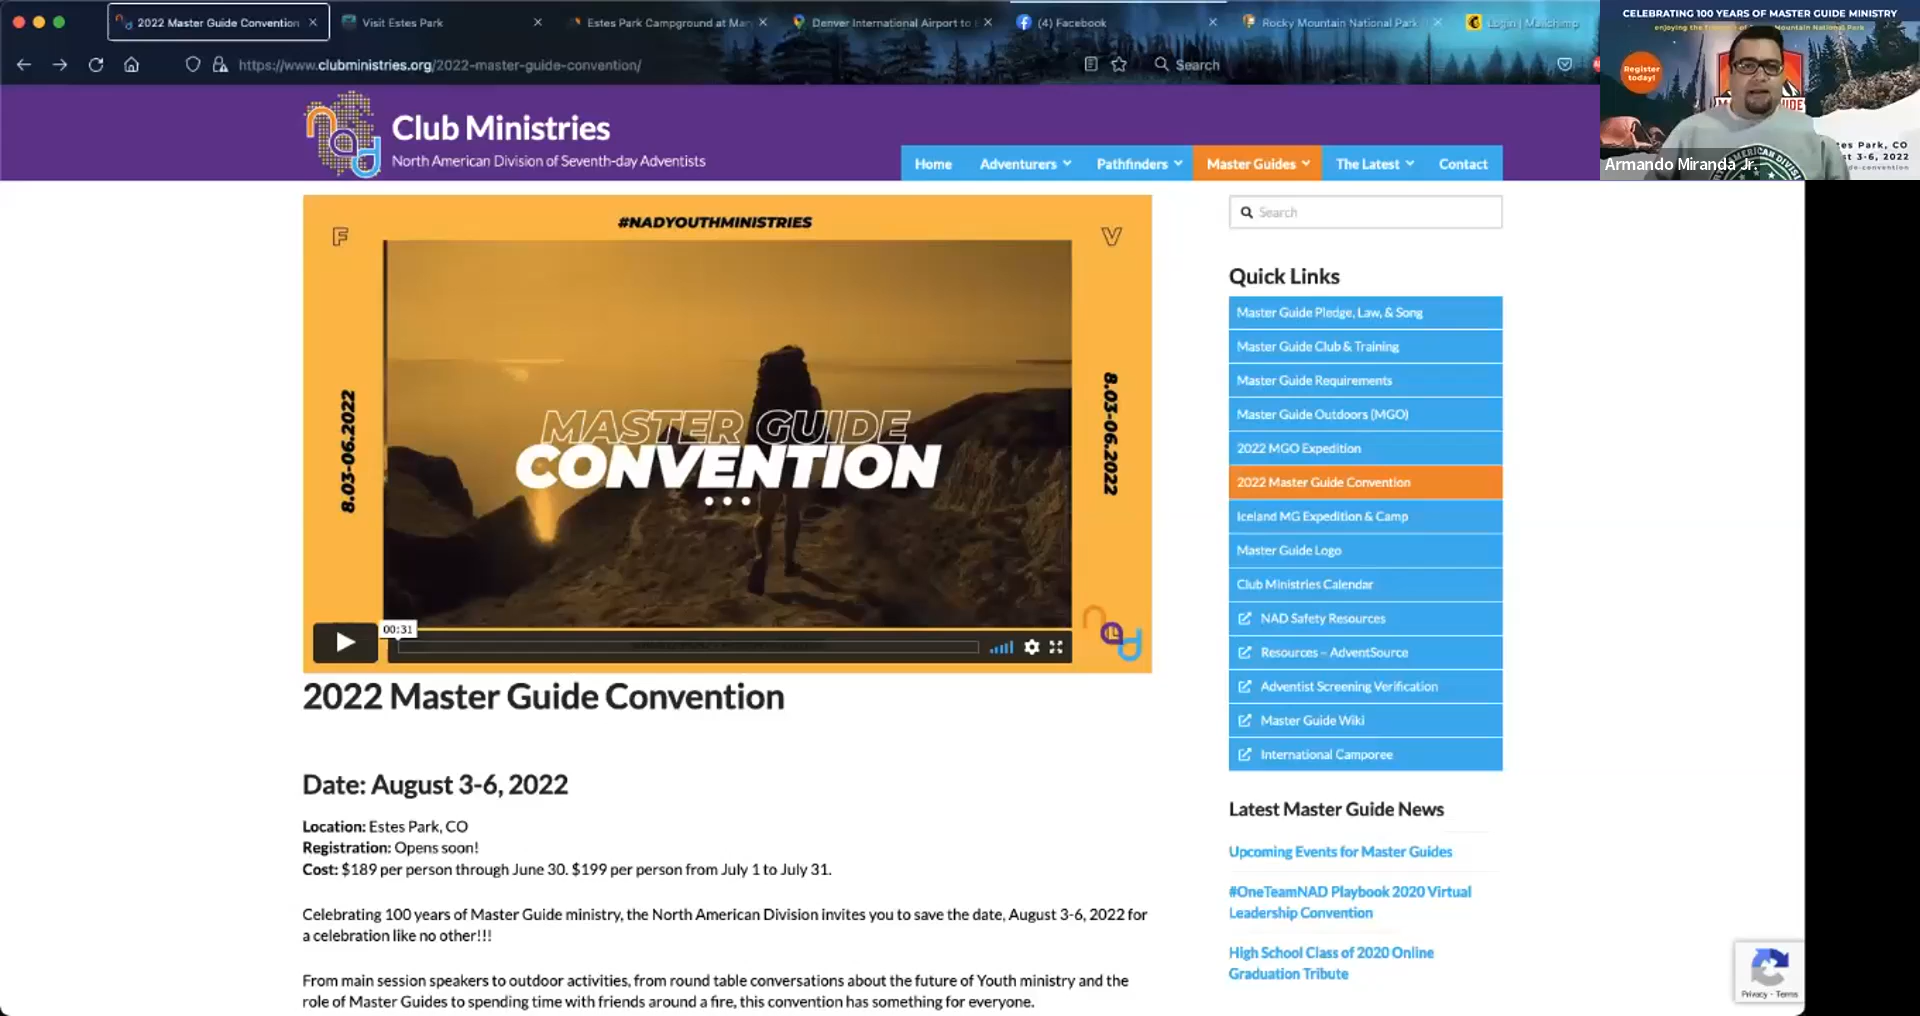 2022 Master Guide Convention
Visit Estes Park
Estes Park Campground at Mar
Denver International Airport to E
(4) Facebook
Rocky Mountain National Park
Login | Mailchimp
https://www.clubministries.org/2022-master-guide-convention/
Search
CELEBRATING 100 YEARS OF MASTER GUIDE MINISTRY
Register
today!
Armando Miranda Jr.
Club Ministries
North American Division of Seventh-day Adventists
Home
Adventurers
Pathfinders
Master Guides
The Latest
Contact
#NADYOUTHMINISTRIES
F
V
8.03-06.2022
MASTER GUIDE
CONVENTION
8.03-06.2022
00:31
nad
2022 Master Guide Convention
Date: August 3-6, 2022
Location: Estes Park, CO
Registration: Opens soon!
Cost: $189 per person through June 30. $199 per person from July 1 to July 31.
Celebrating 100 years of Master Guide ministry, the North American Division invites you to save the date, August 3-6, 2022 for
a celebration like no other!!!
From main session speakers to outdoor activities, from round table conversations about the future of Youth ministry and the
role of Master Guides to spending time with friends around a fire, this convention has something for everyone.
Search
Quick Links
Master Guide Pledge, Law, & Song
Master Guide Club & Training
Master Guide Requirements
Master Guide Outdoors (MGO)
2022 MGO Expedition
2022 Master Guide Convention
Iceland MG Expedition & Camp
Master Guide Logo
Club Ministries Calendar
NAD Safety Resources
Resources – AdventSource
Adventist Screening Verification
Master Guide Wiki
International Camporee
Latest Master Guide News
Upcoming Events for Master Guides
#OneTeamNAD Playbook 2020 Virtual
Leadership Convention
High School Class of 2020 Online
Graduation Tribute
Privacy - Terms